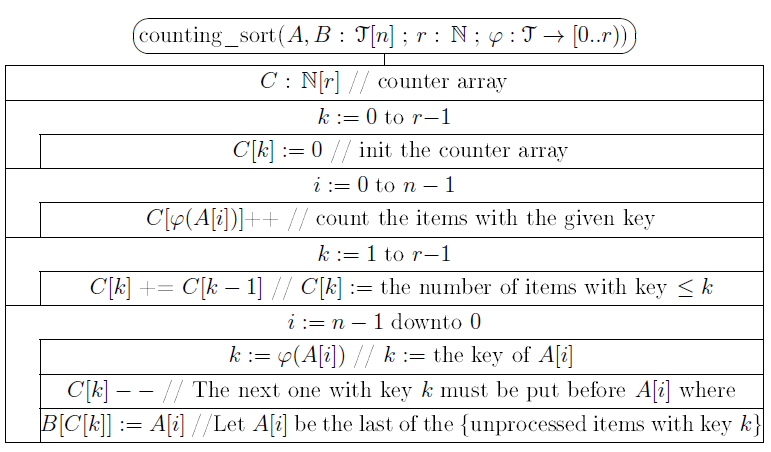 counting_sort(A, B : 𝒯[n] ; r : ℕ ; φ : 𝒯 → [0..r))
C : ℕ[r] // counter array
k := 0 to r−1
C[k] := 0 // init the counter array
i := 0 to n − 1
C[φ(A[i])]++ // count the items with the given key
k := 1 to r−1
C[k] += C[k − 1] // C[k] := the number of items with key ≤ k
i := n − 1 downto 0
k := φ(A[i]) // k := the key of A[i]
C[k] − − // The next one with key k must be put before A[i] where
B[C[k]] := A[i] //Let A[i] be the last of the {unprocessed items with key k}